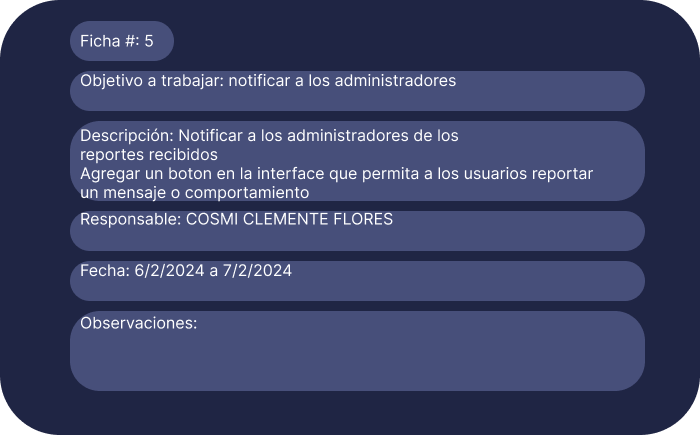 Ficha #: 5
Objetivo a trabajar: notificar a los administradores
Descripción: Notificar a los administradores de los
reportes recibidos
Agregar un boton en la interface que permita a los usuarios reportar
un mensaje o comportamiento
Responsable: COSMI CLEMENTE FLORES
Fecha: 6/2/2024 a 7/2/2024
Observaciones: